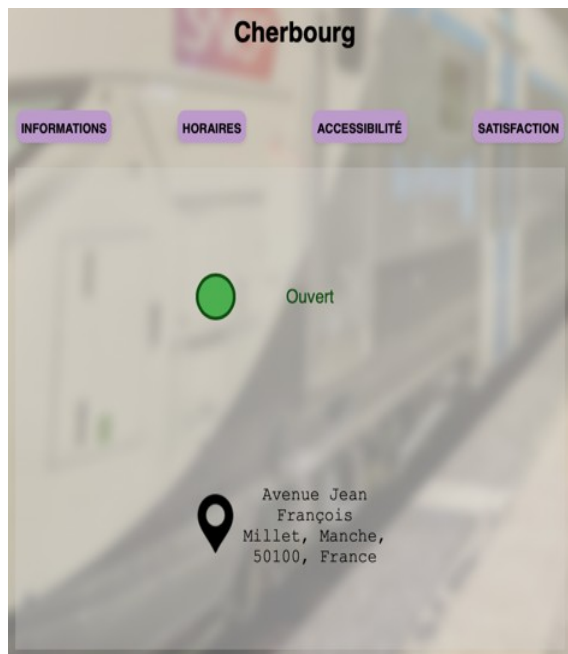 Cherbourg
INFORMATIONS
HORAIRES
ACCESSIBILITÉ
SATISFACTION
Ouvert
Avenue Jean
François
Millet, Manche,
50100, France